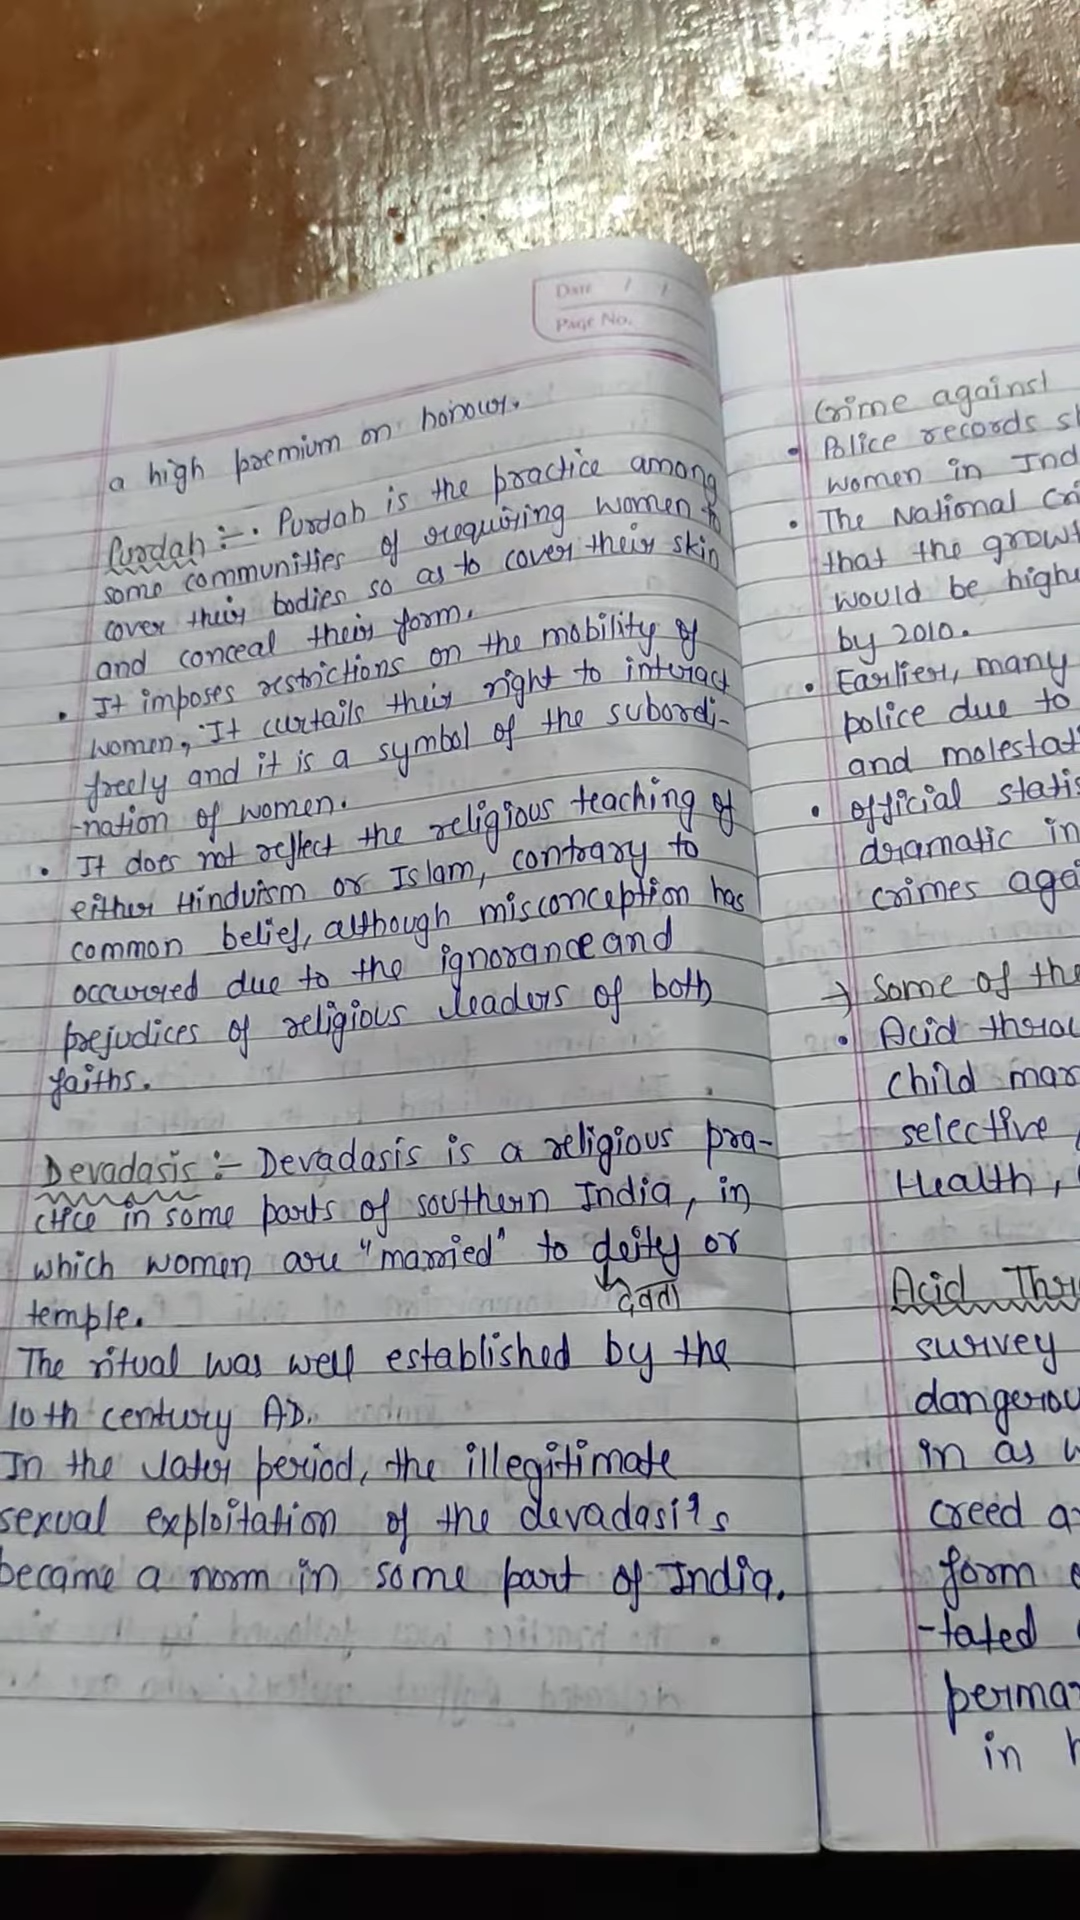 Date / /
Page No.
a high premium on honour.
Purdah :- • Purdah is the practice among
some communities of requiring women to
cover their bodies so as to cover their skin
and conceal their form.
• It imposes restrictions on the mobility of
women, It curtails their right to interact
freely and it is a symbol of the subordi-
-nation of women.
• It does not reflect the religious teaching of
either Hinduism or Islam, contrary to
common belief, although misconception has
occurred due to the ignorance and
prejudices of religious leaders of both
faiths.
Devadasis :- Devadasis is a religious pra-
ctice in some parts of southern India, in
which women are "married" to deity or
देवता
temple.
The ritual was well established by the
10th century AD.
In the later period, the illegitimate
sexual exploitation of the devadasi's
became a norm in some part of India.
Crime against
• Police records
women in Ind
• The National
that the growt
would be highe
by 2010.
• Earlier, many
police due to
and molestat
• official statis
dramatic in
crimes aga
→ Some of the
• Acid throw
child mar
selective
Health,
Acid Thr
survey
dangerou
in as
creed a
form
-tated
perma
in